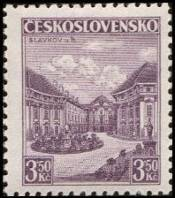 ČESKOSLOVENSKO
SLAVKOV u B.
3.50 3.50
Kč Kč